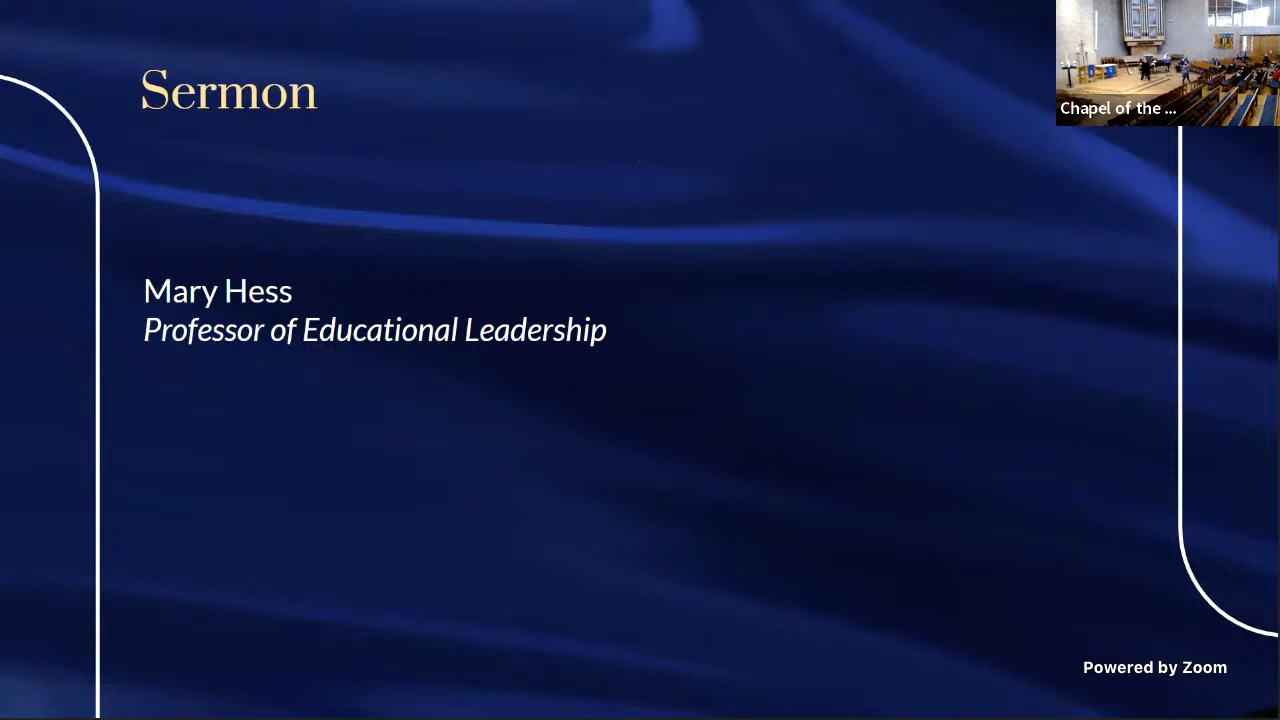 Sermon
Chapel of the ...
Mary Hess
Professor of Educational Leadership
Powered by Zoom